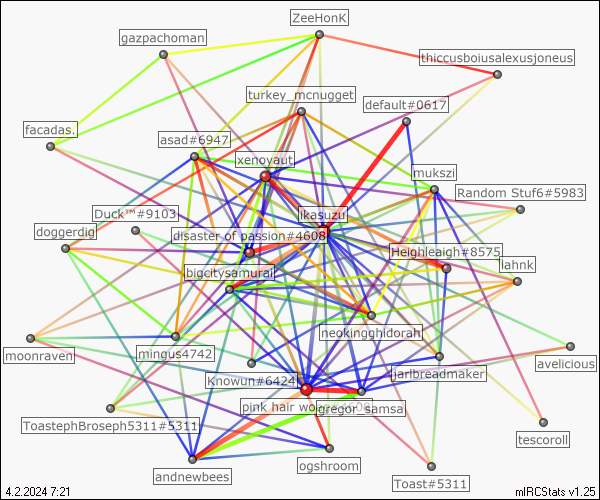 ZeeHonK
gazpachoman
thiccusboiusalexusjoneus
turkey_mcnugget
default#0617
facadas.
asad#6947
xenoyaut
mukszi
Random Stuf6#5983
Duck™#9103
likasuzu
doggerdig
disaster of passion#4608
Heighleaigh#8575
bigcitysamurai
lahnk
neokingghidorah
moonraven
mingus4742
avelicious
Knowun#6424
jarlbreadmaker
pink hair wo
gregor_samsa
ToastephBroseph5311#5311
tescoroll
andnewbees
ogshroom
Toast#5311
4.2.2024 7:21
mIRCStats v1.25